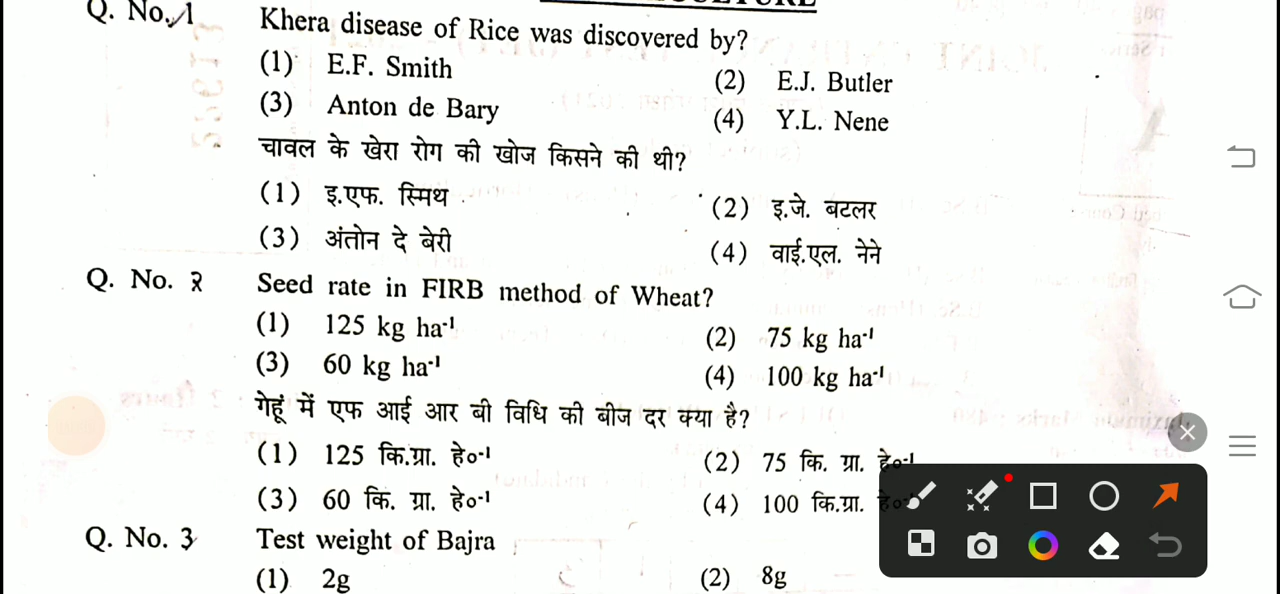 Q. No. 1 Khera disease of Rice was discovered by?
(1) E.F. Smith (2) E.J. Butler
(3) Anton de Bary (4) Y.L. Nene
चावल के खेरा रोग की खोज किसने की थी?
(1) इ.एफ. स्मिथ (2) इ.जे. बटलर
(3) अंतोन दे बेरी (4) वाई.एल. नेने
Q. No. २ Seed rate in FIRB method of Wheat?
(1) 125 kg ha⁻¹ (2) 75 kg ha⁻¹
(3) 60 kg ha⁻¹ (4) 100 kg ha⁻¹
गेहूं में एफ आई आर बी विधि की बीज दर क्या है?
(1) 125 कि.ग्रा. हे०⁻¹ (2) 75 कि. ग्रा. हे०⁻¹
(3) 60 कि. ग्रा. हे०⁻¹ (4) 100 कि.ग्रा. हे०
Q. No. 3 Test weight of Bajra
(1) 2g (2) 8g